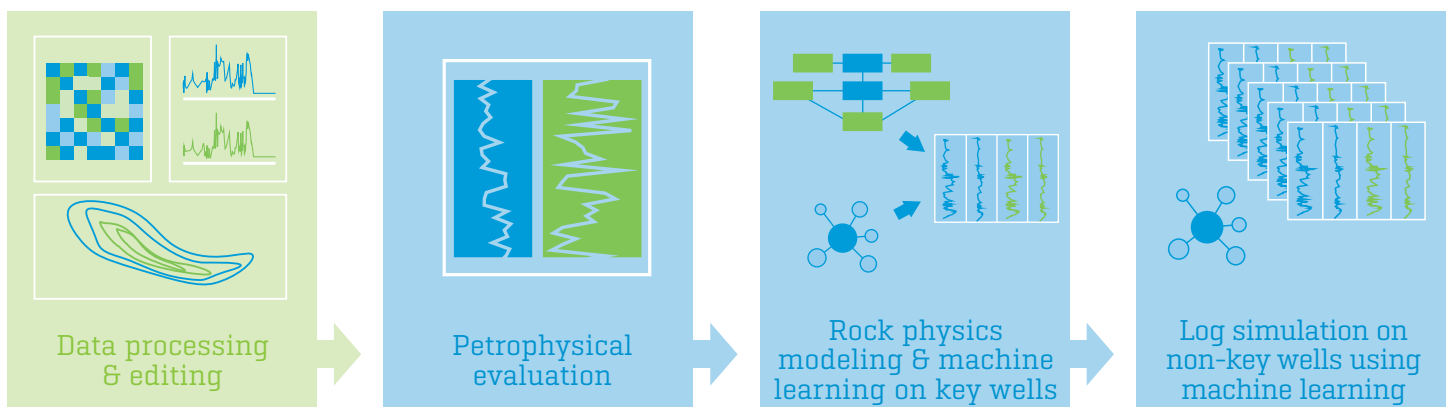 Data processing
& editing
Petrophysical
evaluation
Rock physics
modeling & machine
learning on key wells
Log simulation on
non-key wells using
machine learning